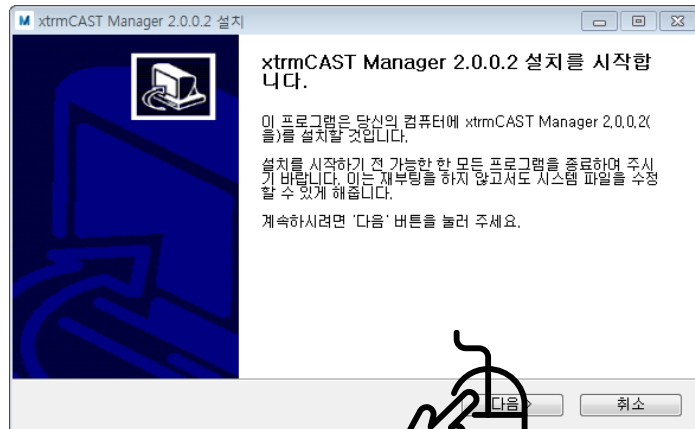 xtrmCAST Manager 2.0.0.2 설치
xtrmCAST Manager 2.0.0.2 설치를 시작합
니다.
이 프로그램은 당신의 컴퓨터에 xtrmCAST Manager 2.0.0.2(
을)를 설치할 것입니다.
설치를 시작하기 전 가능한 한 모든 프로그램을 종료하여 주시
기 바랍니다. 이는 재부팅을 하지 않고서도 시스템 파일을 수정
할 수 있게 해줍니다.
계속하시려면 '다음' 버튼을 눌러 주세요.
다음 >
취소